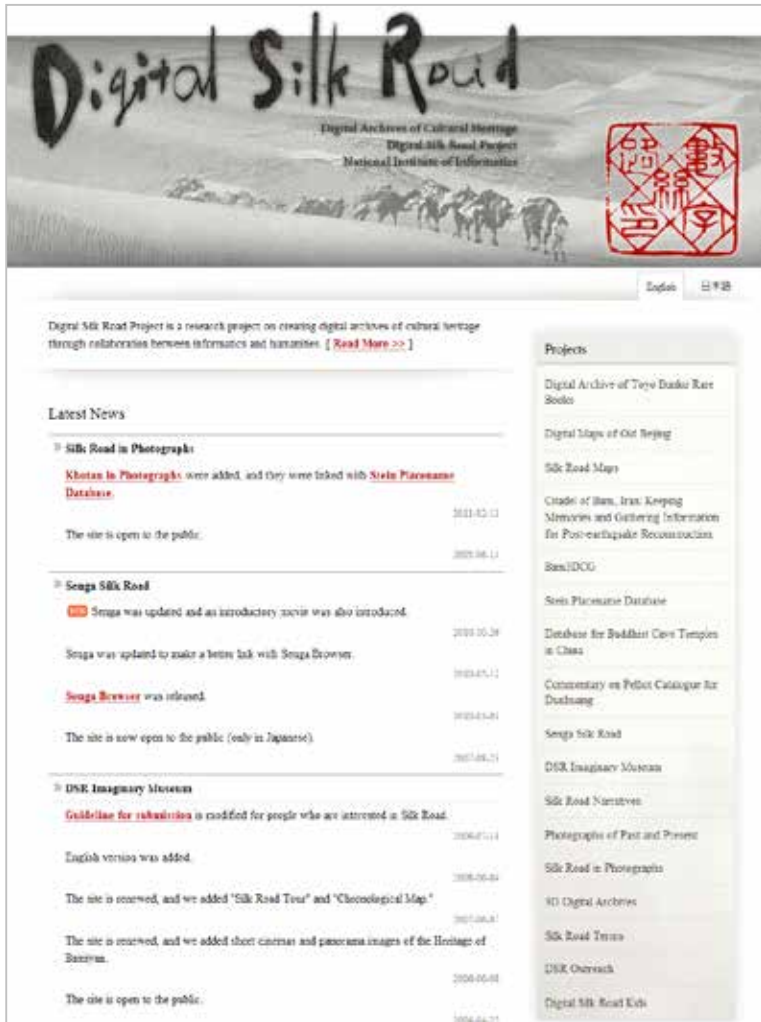 Digital Silk Road
Digital Archives of Cultural Heritage
Digital Silk Road Project
National Institute of Informatics
English 日本語
Digital Silk Road Project is a research project on creating digital archives of cultural heritage
through collaboration between informatics and humanities. [ Read More >> ]
Latest News
Silk Road in Photographs
Khotan in Photographs were added, and they were linked with Stein Placename
Database.
The site is open to the public.
Senga Silk Road
Senga was updated and an introductory movie was also introduced.
Senga was updated to make a better link with Senga Browser.
Senga Browser was released.
The site is now open to the public (only in Japanese).
DSR Imaginary Museum
Guideline for submission is modified for people who are interested in Silk Road.
English version was added.
The site is renewed, and we added "Silk Road Tour" and "Chronological Map."
The site is renewed, and we added short cinemas and panorama images of the Heritage of
Bamiyan.
The site is open to the public.
Projects
Digital Archive of Toyo Bunko Rare
Books
Digital Maps of Old Beijing
Silk Road Maps
Citadel of Bam, Iran: Keeping
Memories and Gathering Information
for Post-earthquake Reconstruction
Bam3DCG
Stein Placename Database
Database for Buddhist Cave Temples
in China
Commentary on Pelliot Catalogue for
Dunhuang
Senga Silk Road
DSR Imaginary Museum
Silk Road Narratives
Photographs of Past and Present
Silk Road in Photographs
3D Digital Archives
Silk Road Terms
DSR Outreach
Digital Silk Road Kids